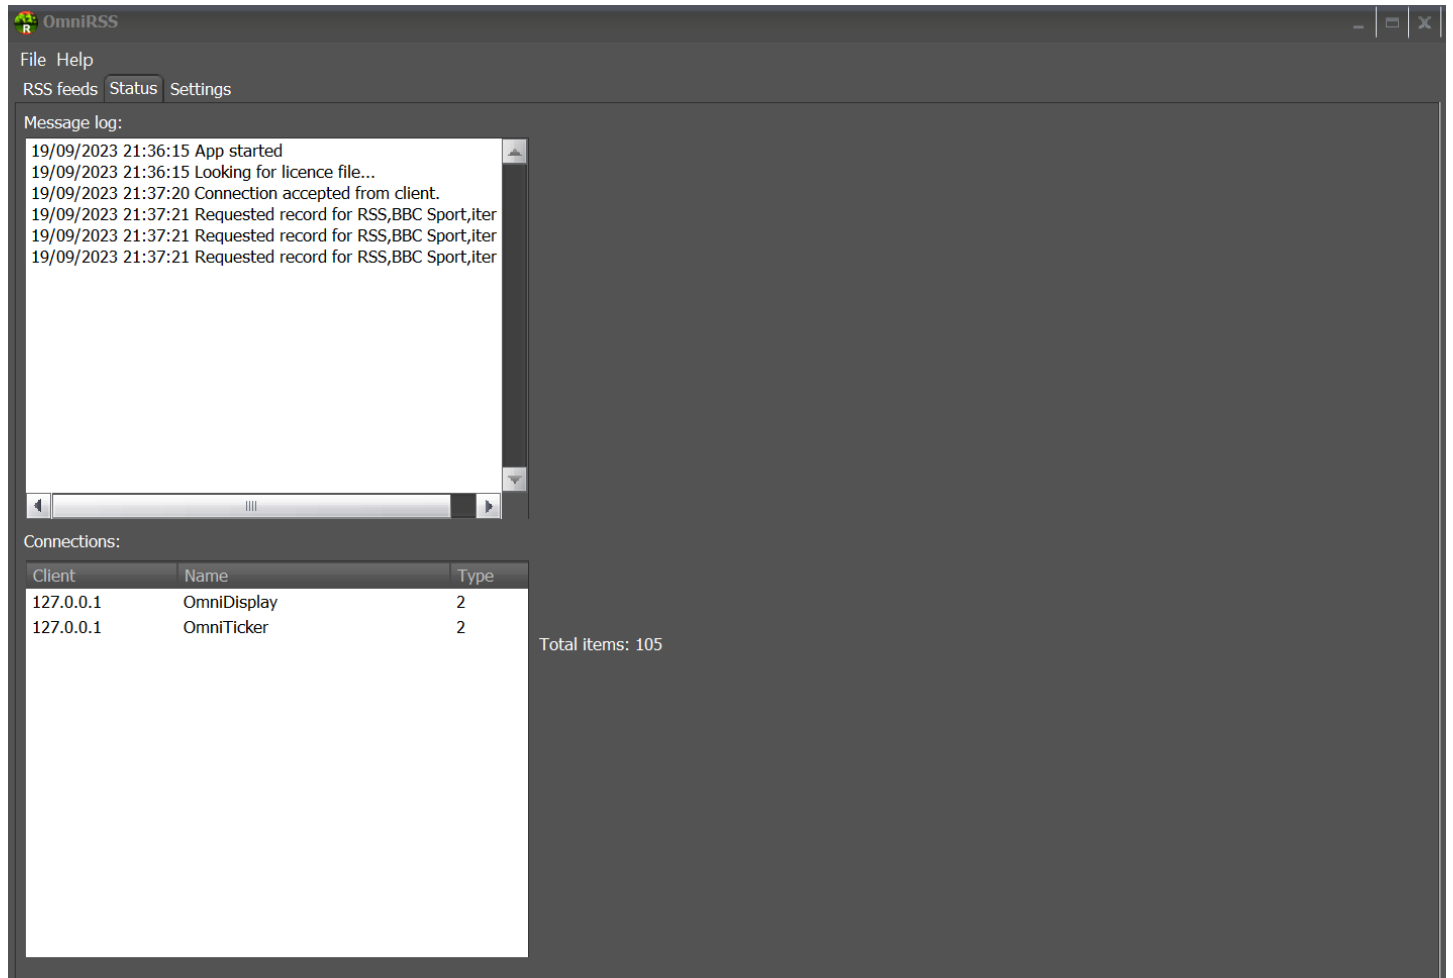 OmniRSS
File Help
RSS feeds Status Settings
Message log:
19/09/2023 21:36:15 App started
19/09/2023 21:36:15 Looking for licence file...
19/09/2023 21:37:20 Connection accepted from client.
19/09/2023 21:37:21 Requested record for RSS,BBC Sport,iter
19/09/2023 21:37:21 Requested record for RSS,BBC Sport,iter
19/09/2023 21:37:21 Requested record for RSS,BBC Sport,iter
Connections:
Client Name Type
127.0.0.1 OmniDisplay 2
127.0.0.1 OmniTicker 2
Total items: 105